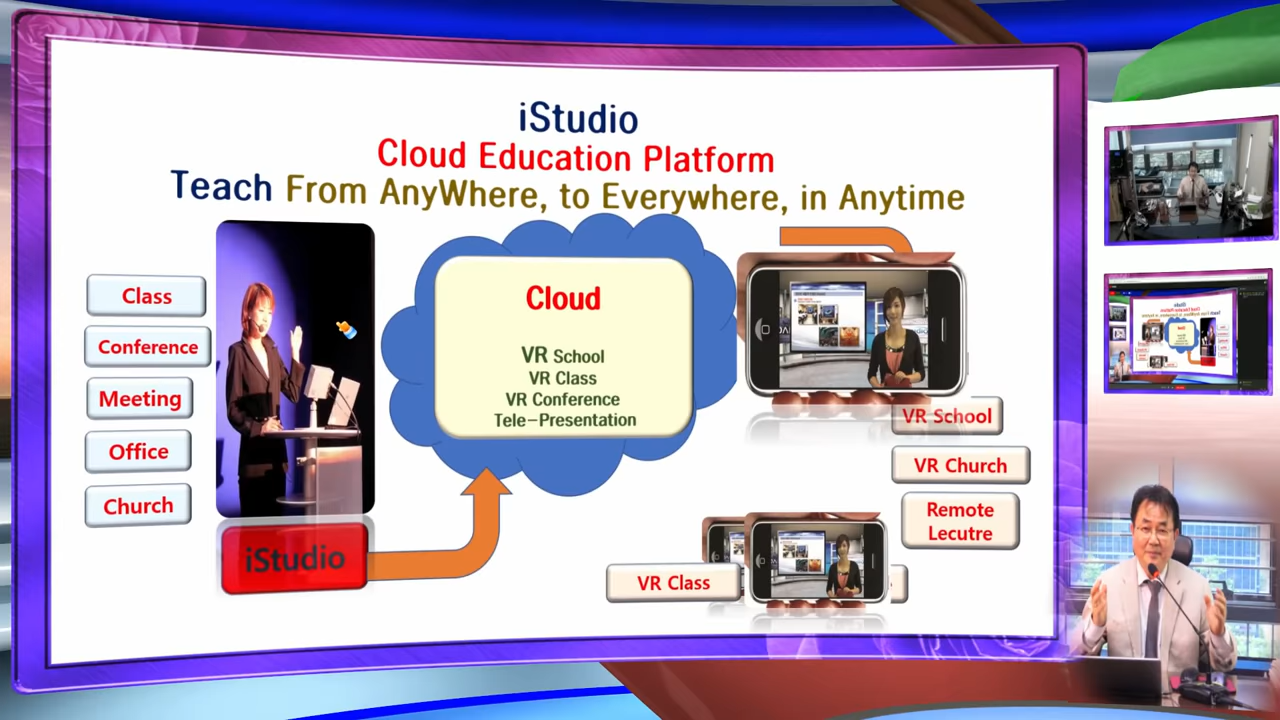 iStudio
Cloud Education Platform
Teach From AnyWhere, to Everywhere, in Anytime
Class
Conference
Meeting
Office
Church
iStudio
Cloud
VR School
VR Class
VR Conference
Tele-Presentation
VR School
VR Church
Remote
Lecutre
VR Class